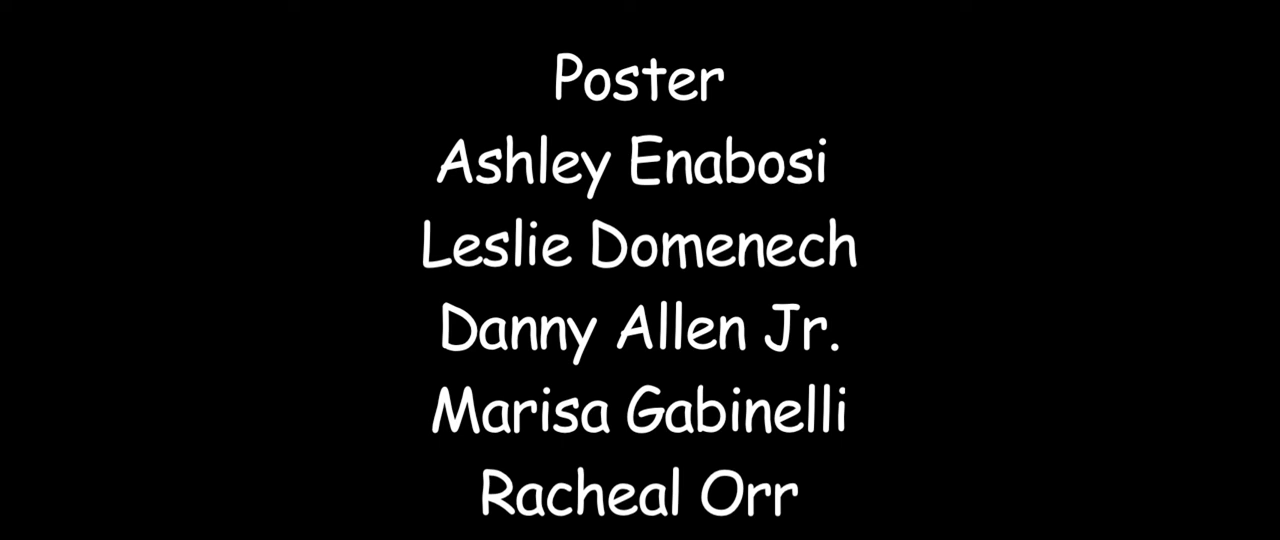 Poster
Ashley Enabosi
Leslie Domenech
Danny Allen Jr.
Marisa Gabinelli
Racheal Orr